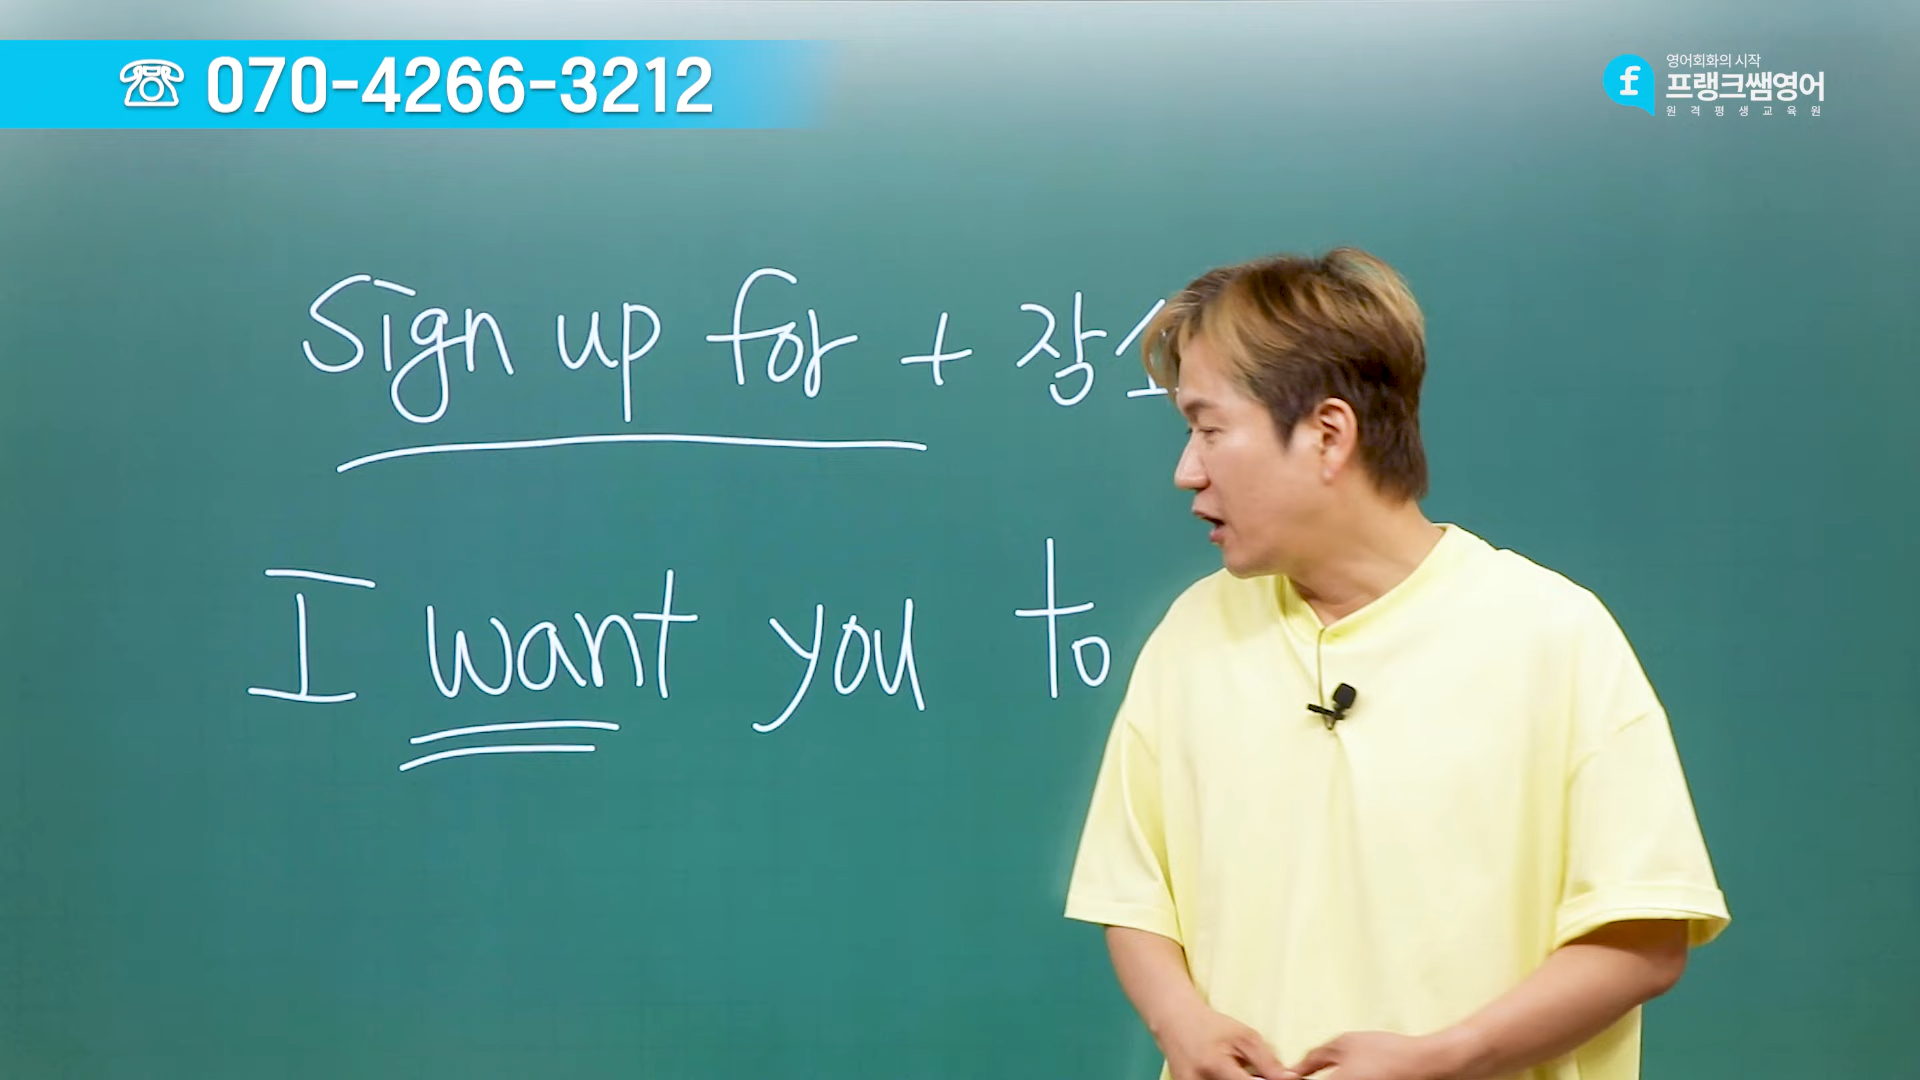 070-4266-3212
영어회화의 시작
프랭크쌤영어
원격평생교육원
Sign up for + 장소
I want you to